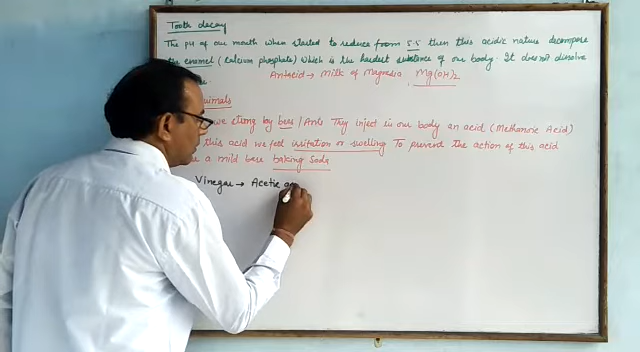 Tooth decay
The pH of our mouth when started to reduces from 5.5 then this acidic nature decompose
the enamel (Calcium phosphate) which is the hardest substance of our body. It does not dissolve
Antacid → Milk of Magnesia Mg(OH)2
nimals
we stung by bees / Ants They inject in our body an acid (Methanoic Acid)
this acid we feel irritation or swelling To prevent the action of this acid
a mild base baking Soda
Vinegar → Acetic a